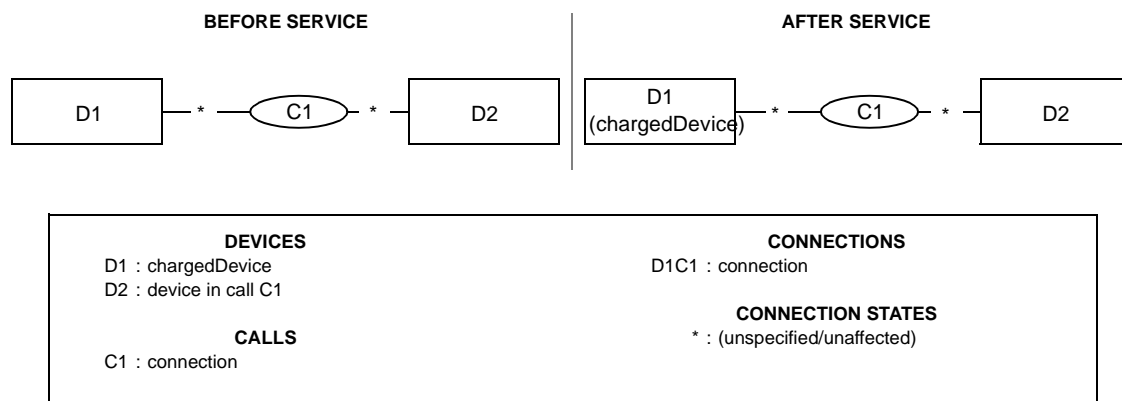 BEFORE SERVICE
AFTER SERVICE
D1 * C1 * D2
D1
(chargedDevice)
* C1 * D2
DEVICES
D1 : chargedDevice
D2 : device in call C1
CALLS
C1 : connection
CONNECTIONS
D1C1 : connection
CONNECTION STATES
* : (unspecified/unaffected)